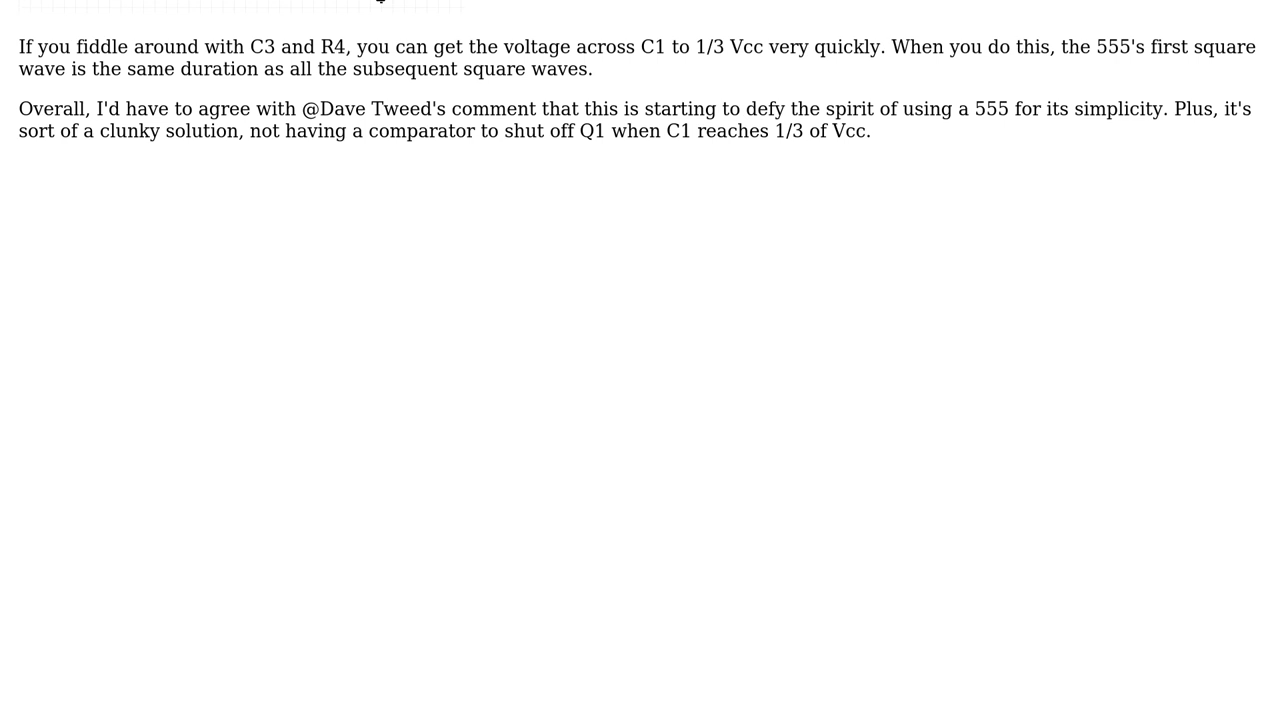 If you fiddle around with C3 and R4, you can get the voltage across C1 to 1/3 Vcc very quickly. When you do this, the 555's first square
wave is the same duration as all the subsequent square waves.
Overall, I'd have to agree with @Dave Tweed's comment that this is starting to defy the spirit of using a 555 for its simplicity. Plus, it's
sort of a clunky solution, not having a comparator to shut off Q1 when C1 reaches 1/3 of Vcc.